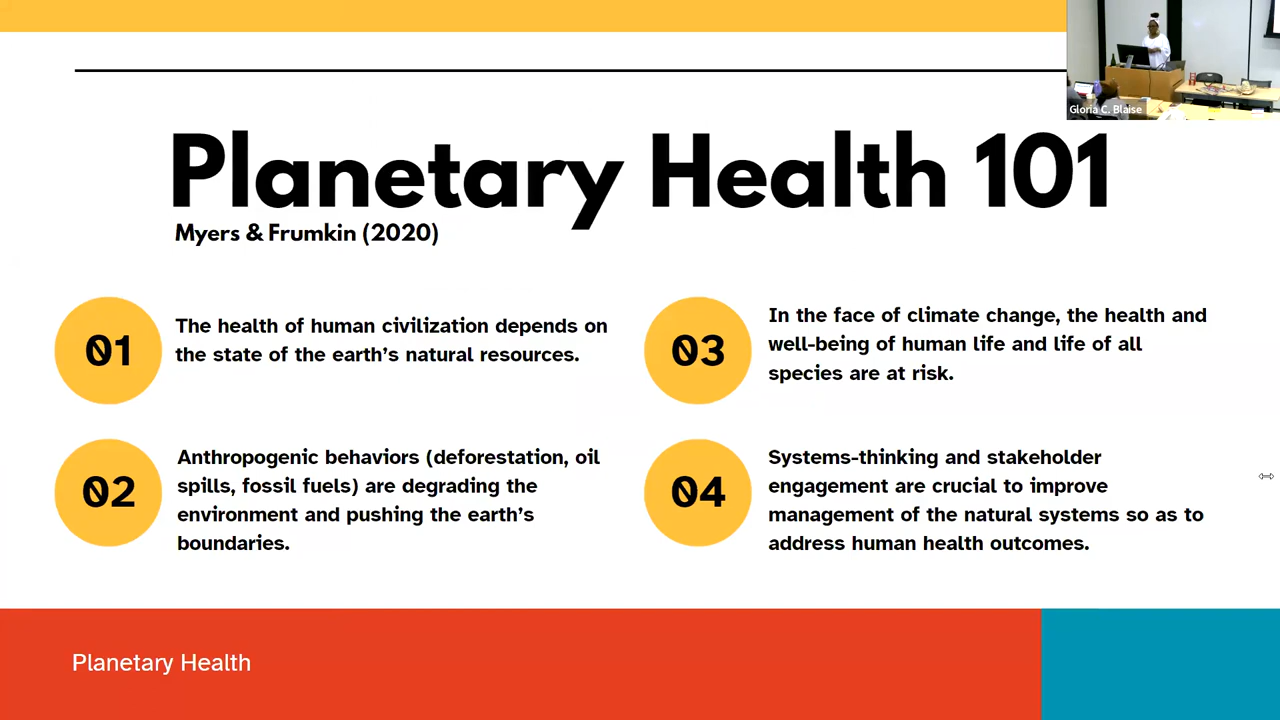 Gloria C. Blaise
Planetary Health 101
Myers & Frumkin (2020)
01
The health of human civilization depends on
the state of the earth’s natural resources.
02
Anthropogenic behaviors (deforestation, oil
spills, fossil fuels) are degrading the
environment and pushing the earth’s
boundaries.
03
In the face of climate change, the health and
well-being of human life and life of all
species are at risk.
04
Systems-thinking and stakeholder
engagement are crucial to improve
management of the natural systems so as to
address human health outcomes.
Planetary Health